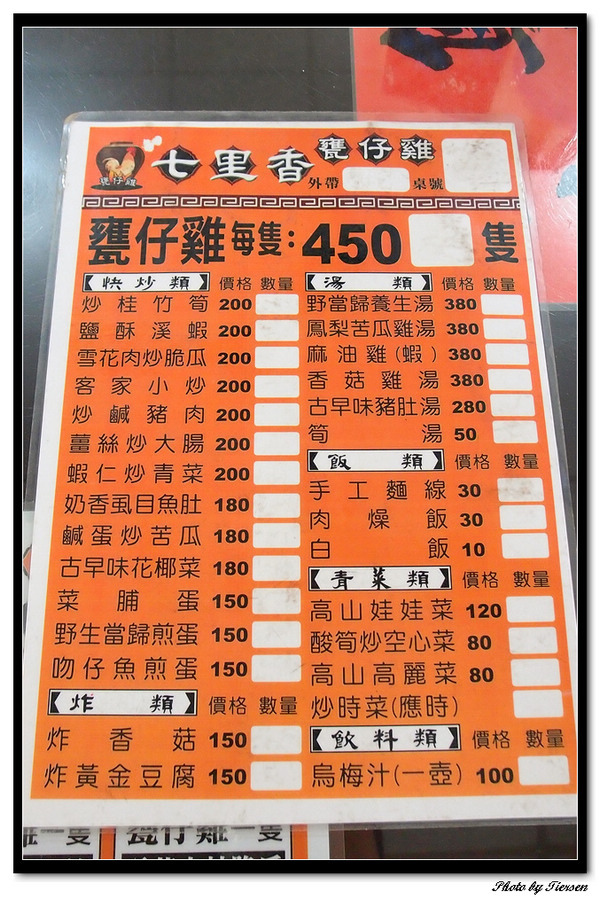 甕仔雞
七里香甕仔雞
外帶 桌號
甕仔雞每隻：450 隻
【快炒類】價格 數量
炒桂竹筍 200
鹽酥溪蝦 200
雪花肉炒脆瓜 200
客家小炒 200
炒鹹豬肉 200
薑絲炒大腸 200
蝦仁炒青菜 200
奶香虱目魚肚 180
鹹蛋炒苦瓜 180
古早味花椰菜 180
菜脯蛋 150
野生當歸煎蛋 150
吻仔魚煎蛋 150
【炸類】價格 數量
炸香菇 150
炸黃金豆腐 150
【湯類】價格 數量
野當歸養生湯 380
鳳梨苦瓜雞湯 380
麻油雞(蝦) 380
香菇雞湯 380
古早味豬肚湯 280
筍湯 50
【飯類】價格 數量
手工麵線 30
肉燥飯 30
白飯 10
【青菜類】價格 數量
高山娃娃菜 120
酸筍炒空心菜 80
高山高麗菜 80
炒時菜(應時)
【飲料類】價格 數量
烏梅汁(一壺) 100
仔雞一隻
甕仔雞一隻
Photo by Tiersen